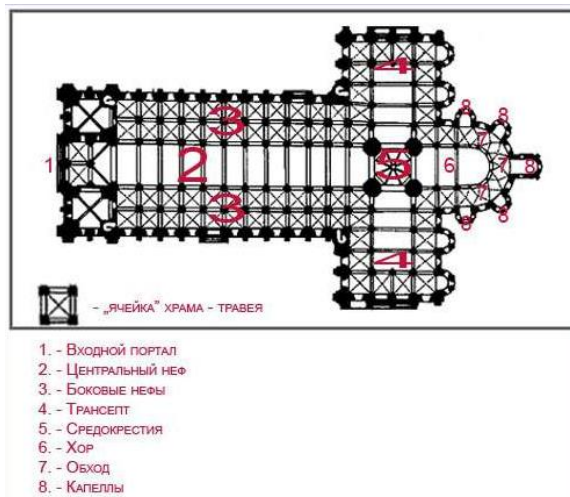 4
8
8
3
7
1
2
5
6
7
8
3
7
8
8
4
- „ЯЧЕЙКА” ХРАМА - ТРАВЕЯ
1. - ВХОДНОЙ ПОРТАЛ
2. - ЦЕНТРАЛЬНЫЙ НЕФ
3. - БОКОВЫЕ НЕФЫ
4. - ТРАНСЕПТ
5. - СРЕДОКРЕСТИЯ
6. - ХОР
7. - ОБХОД
8. - КАПЕЛЛЫ